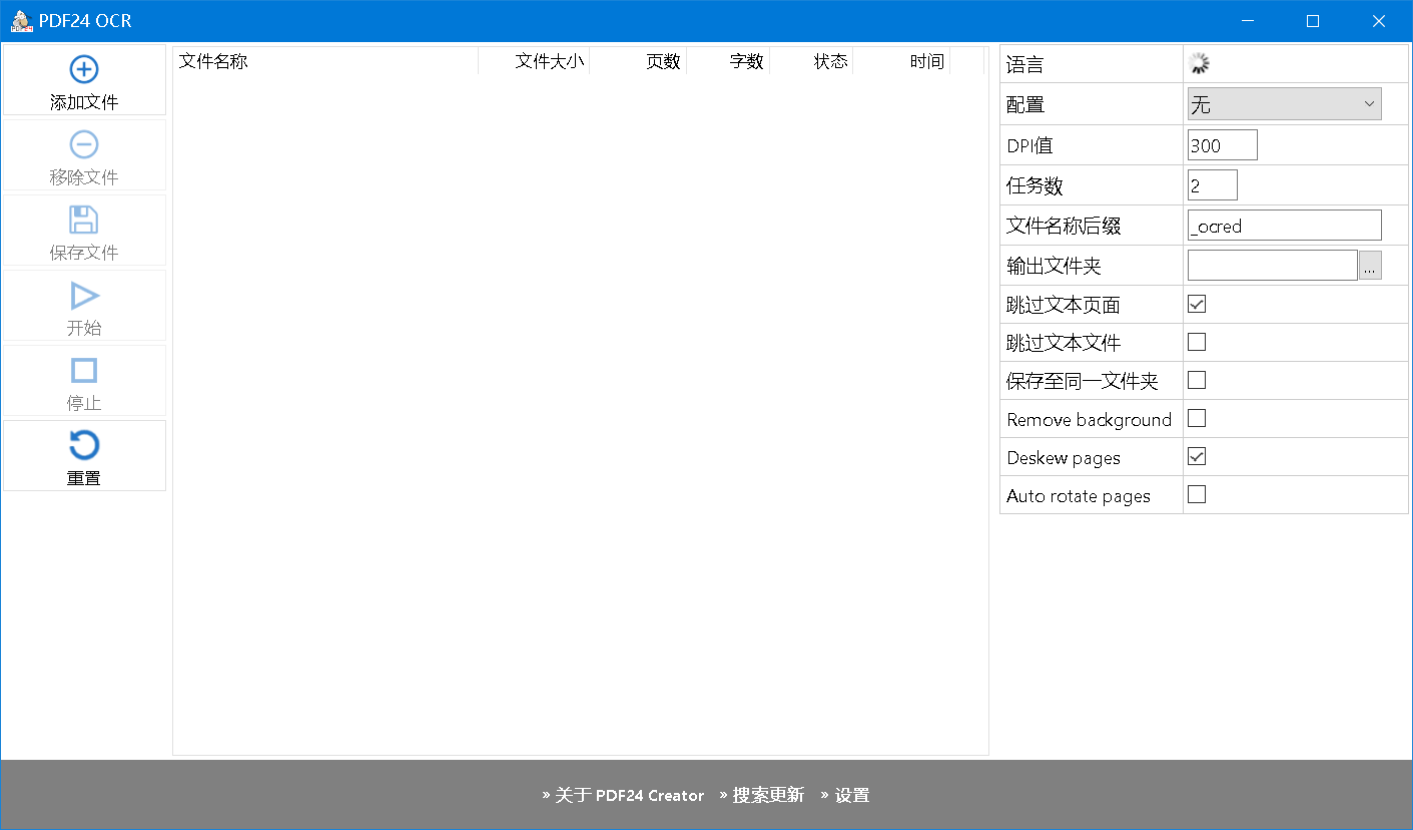 PDF24 OCR
添加文件
移除文件
保存文件
开始
停止
重置
文件名称 文件大小 页数 字数 状态 时间
语言
配置 无
DPI值 300
任务数 2
文件名称后缀 _ocred
输出文件夹 ...
跳过文本页面
跳过文本文件
保存至同一文件夹
Remove background
Deskew pages
Auto rotate pages
» 关于 PDF24 Creator » 搜索更新 » 设置